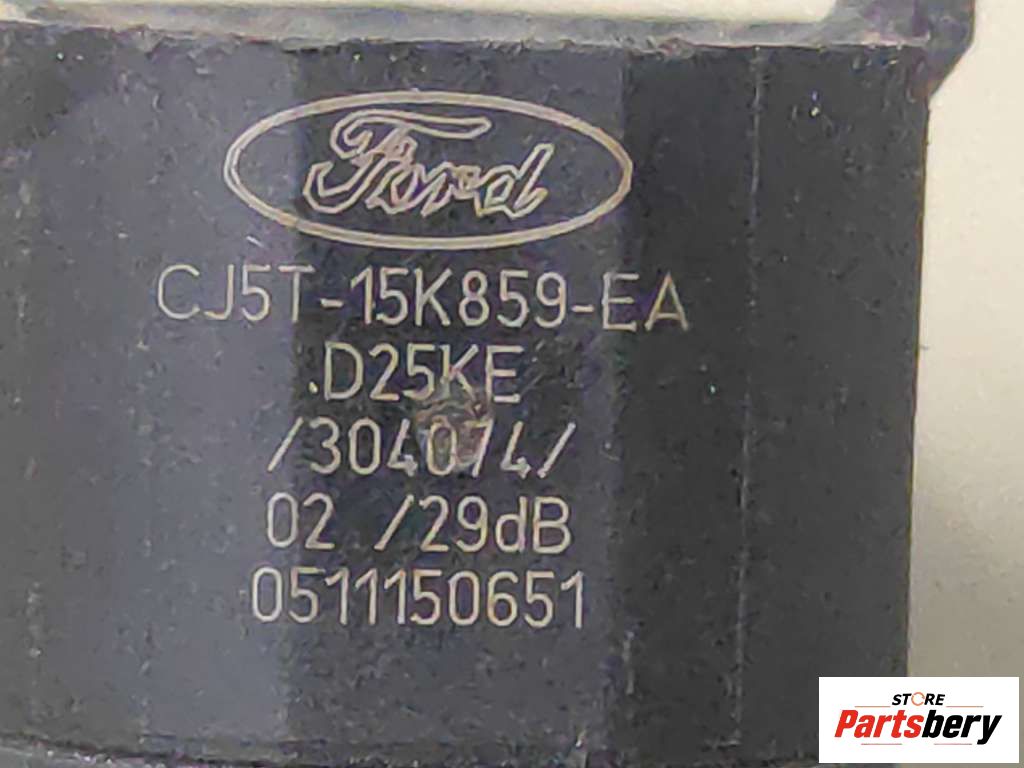 Ford
CJ5T-15K859-EA
.D25KE
/304074/
02 /29dB
0511150651
STORE
Partsbery